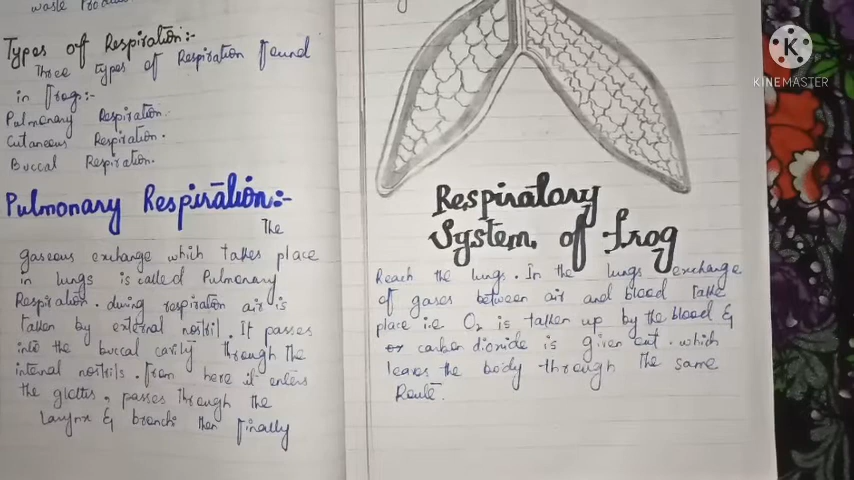 waste
Types of Respiration:-
Three types of Respiration found
in frog:-
Pulmonary Respiration.
Cutaneous Respiration.
Buccal Respiration.
Pulmonary Respiration:-
The
gaseous exchange which takes place
in lungs is called Pulmonary
Respiration. during respiration air is
taken by external nostril. It passes
into the buccal cavity through the
internal nostrils. from here it enters
the glottis, passes through the
Larynx & bronchi then finally
Respiratory
System of frog
Reach the lungs. In the lungs exchange
of gases between air and blood take
place i.e O₂ is taken up by the blood &
carbon dioxide is given out. which
leaves the body through the same
Route.
K
KINEMASTER